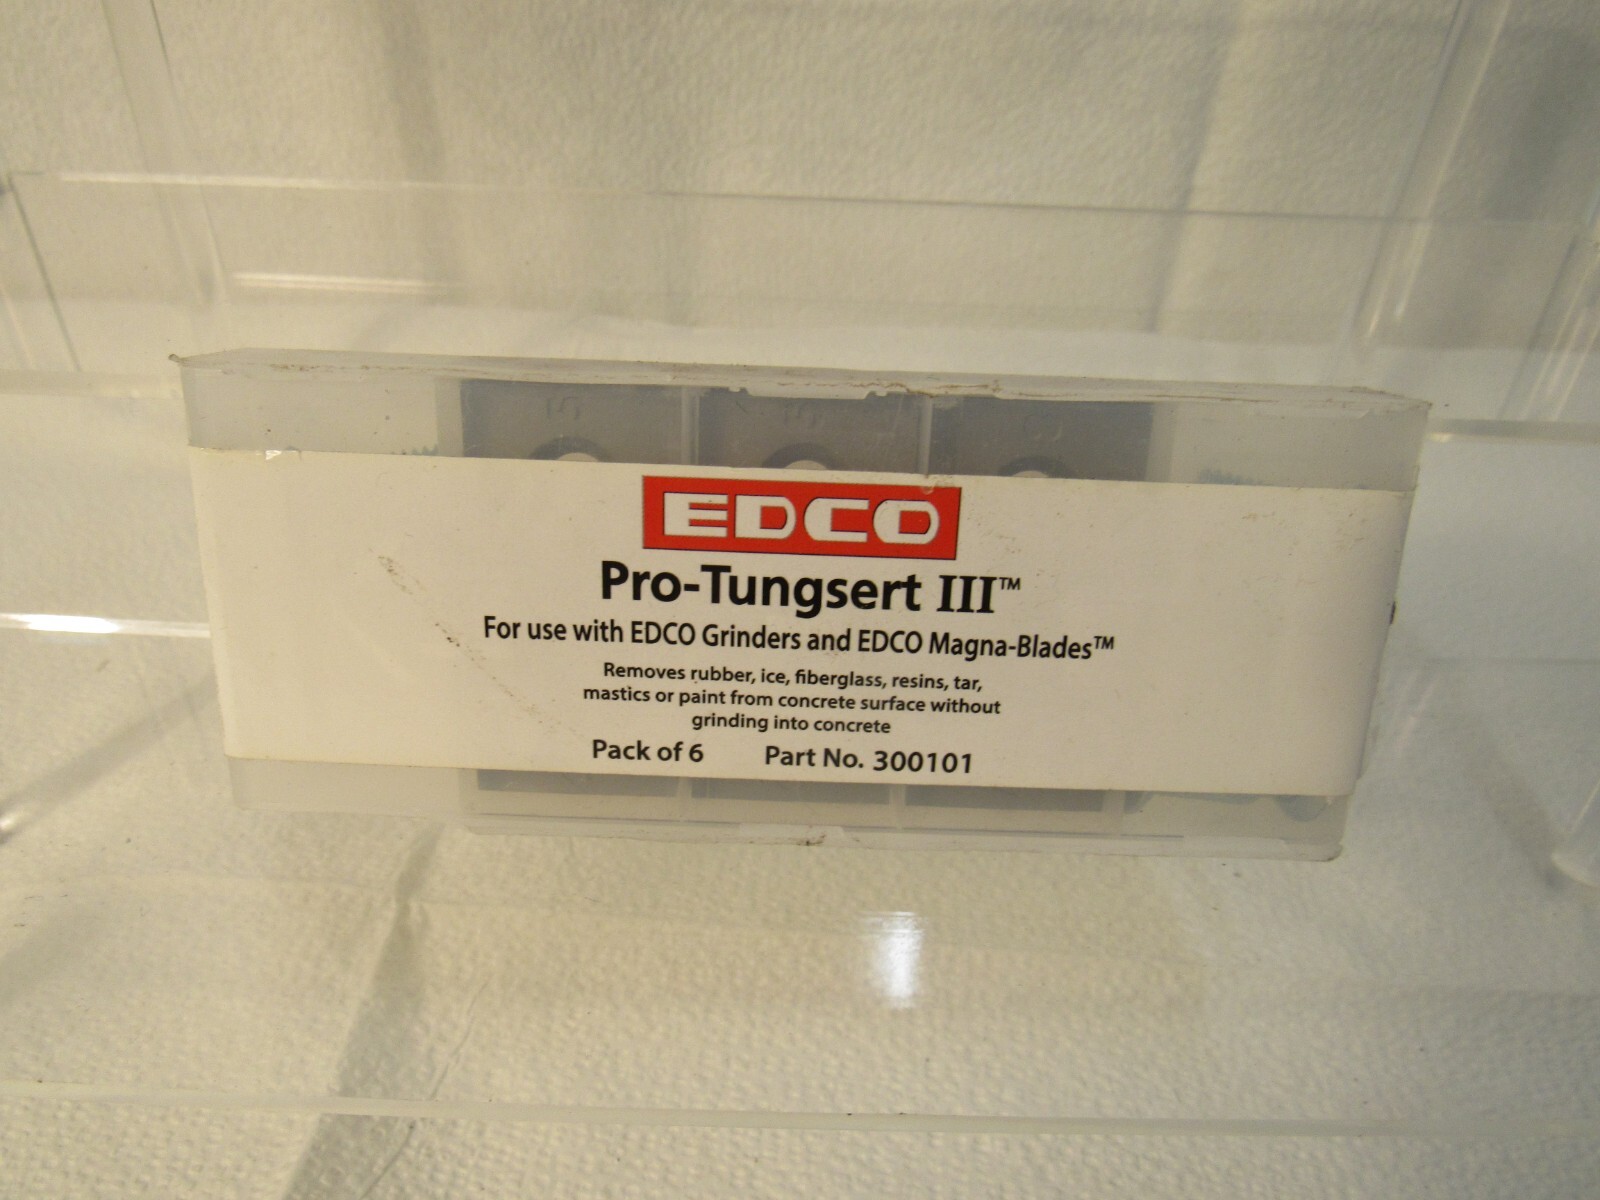 EDCO
Pro-Tungsert III™
For use with EDCO Grinders and EDCO Magna-Blades™
Removes rubber, ice, fiberglass, resins, tar,
mastics or paint from concrete surface without
grinding into concrete
Pack of 6 Part No. 300101